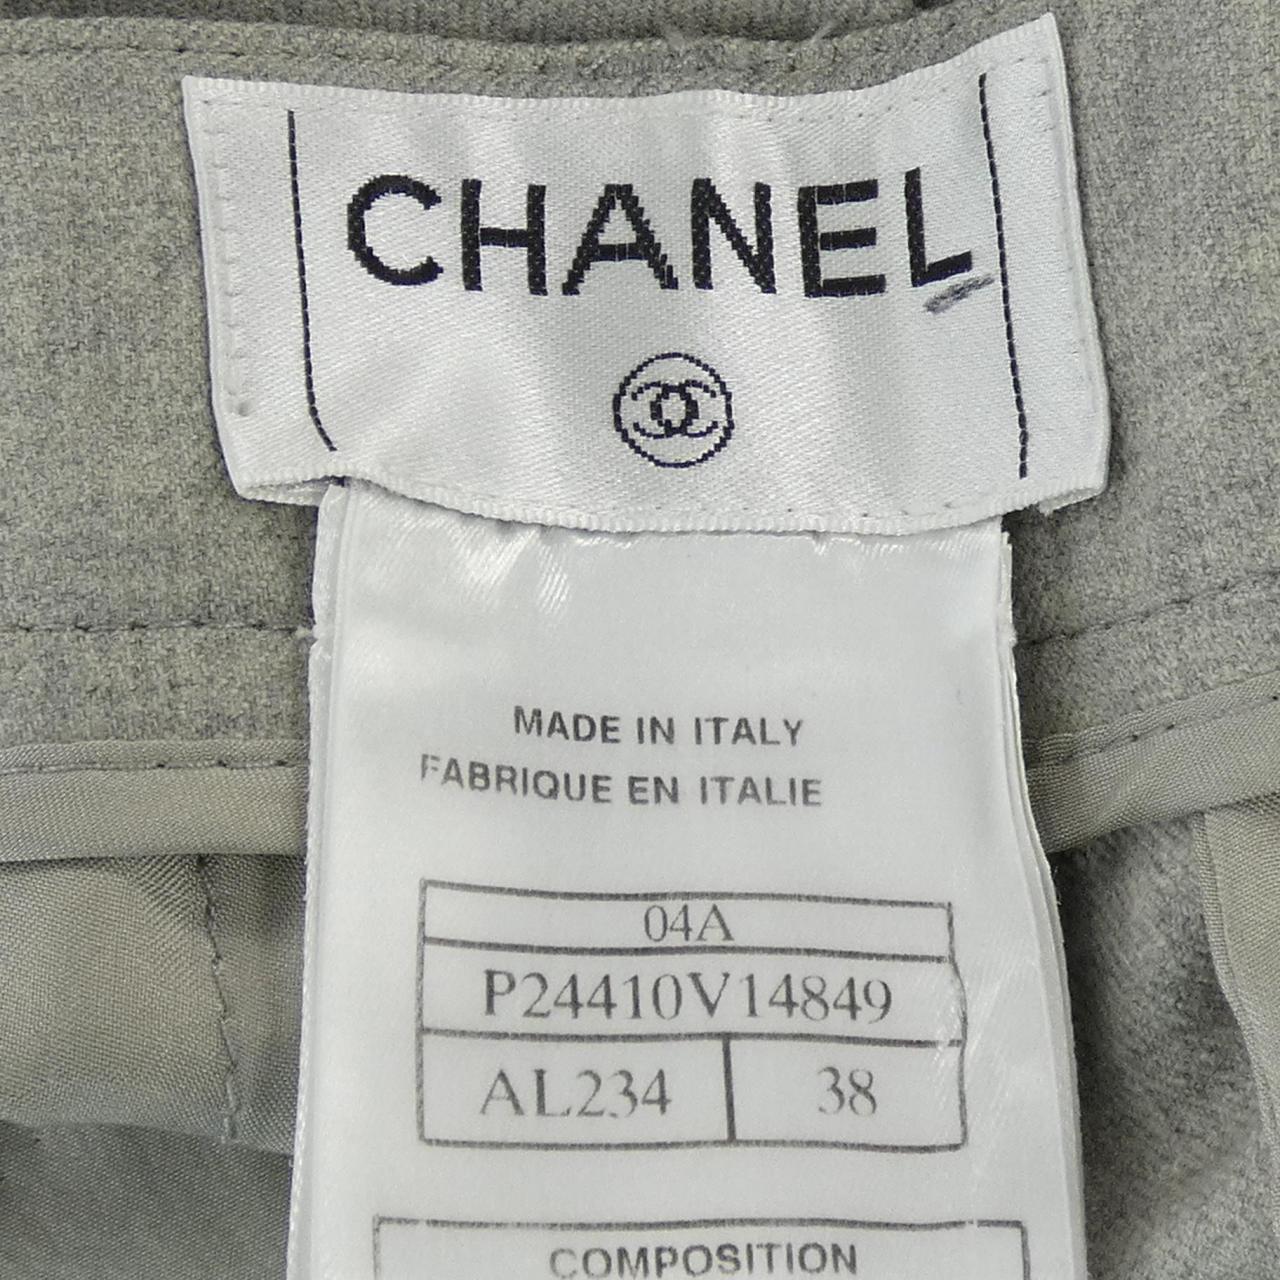 CHANEL
MADE IN ITALY
FABRIQUE EN ITALIE
04A
P24410V14849
AL234 38
COMPOSITION